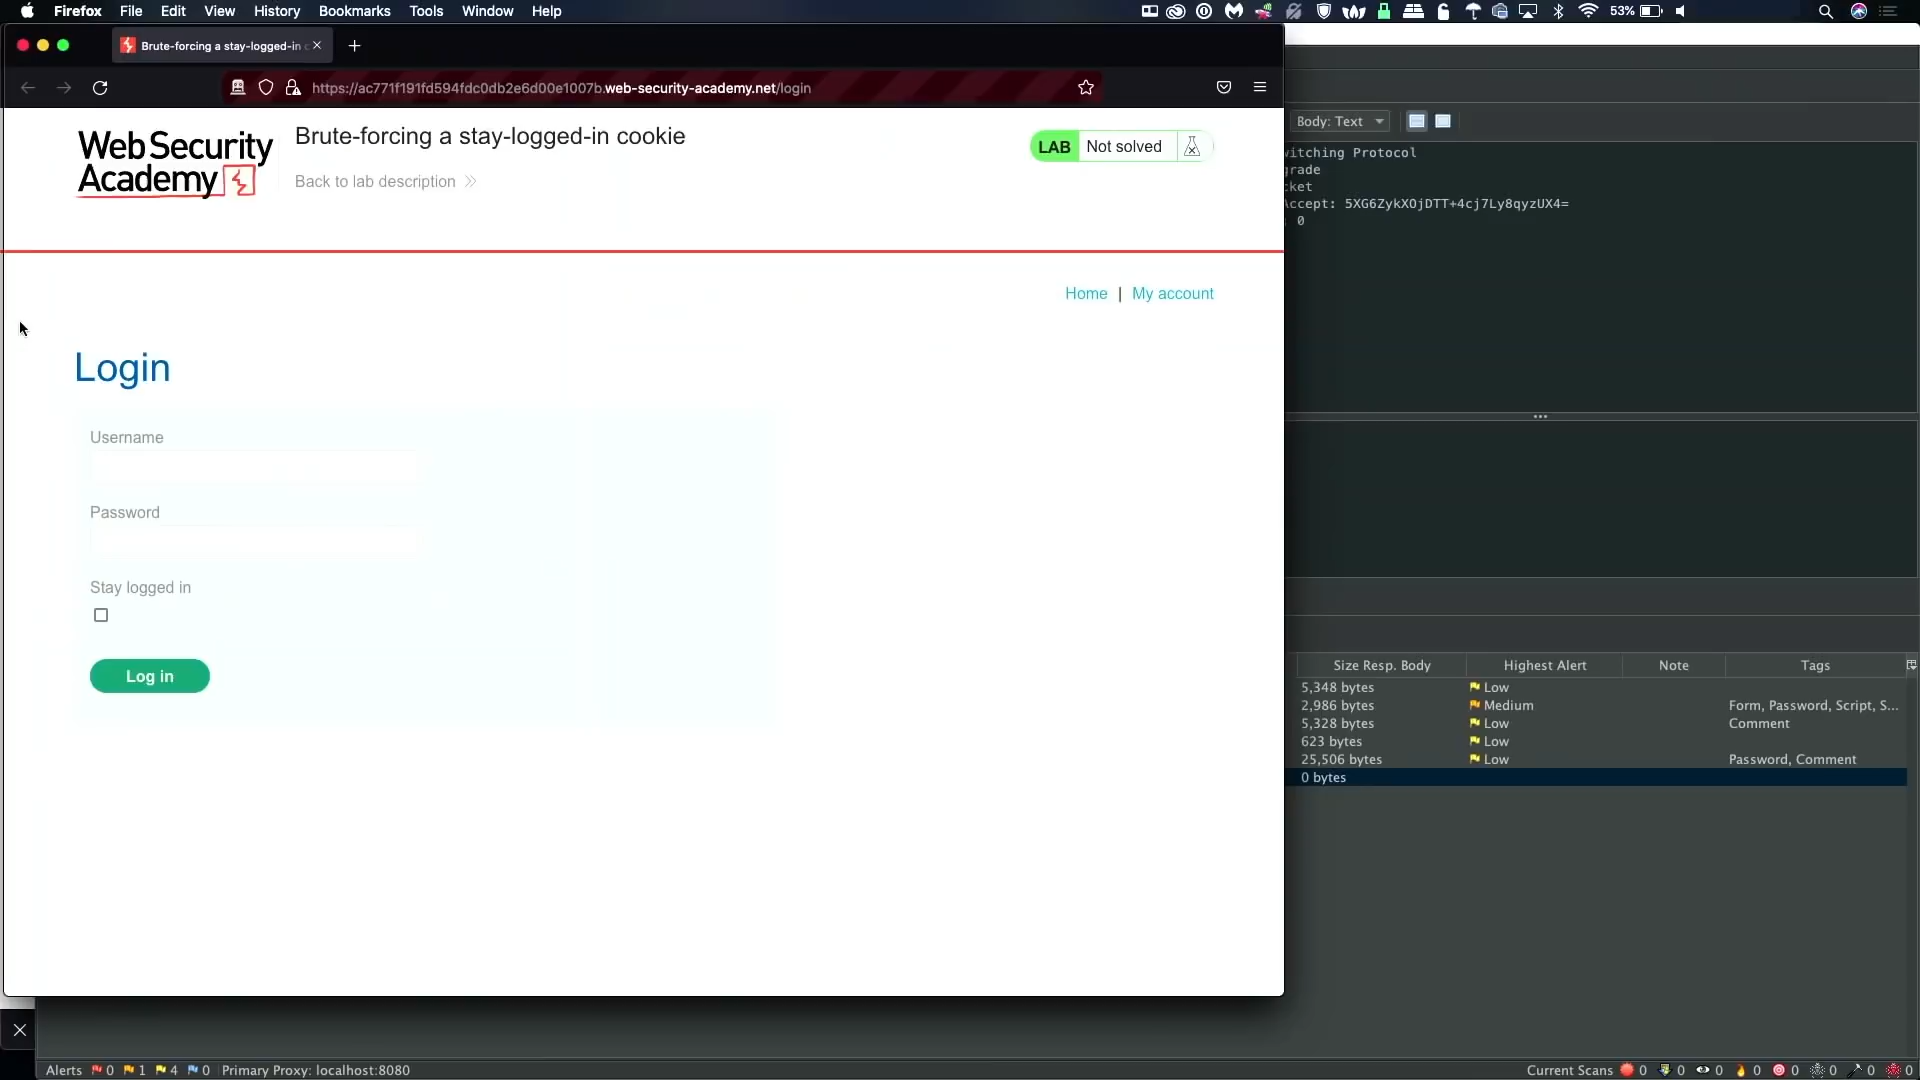 Firefox File Edit View History Bookmarks Tools Window Help
53%
Brute-forcing a stay-logged-in
https://ac771f191fd594fdc0db2e6d00e1007b.web-security-academy.net/login
Web Security
Academy
Brute-forcing a stay-logged-in cookie
Back to lab description
LAB Not solved
Home | My account
Login
Username
Password
Stay logged in
Log in
Body: Text
witching Protocol
grade
cket
Accept: 5XG6ZykXOjDTT+4cj7Ly8qyzUX4=
: 0
Size Resp. Body Highest Alert Note Tags
5,348 bytes Low
2,986 bytes Medium Form, Password, Script, S...
5,328 bytes Low Comment
623 bytes Low
25,506 bytes Low Password, Comment
0 bytes
Alerts 0 1 4 0 Primary Proxy: localhost:8080
Current Scans 0 0 0 0 0 0 0 0